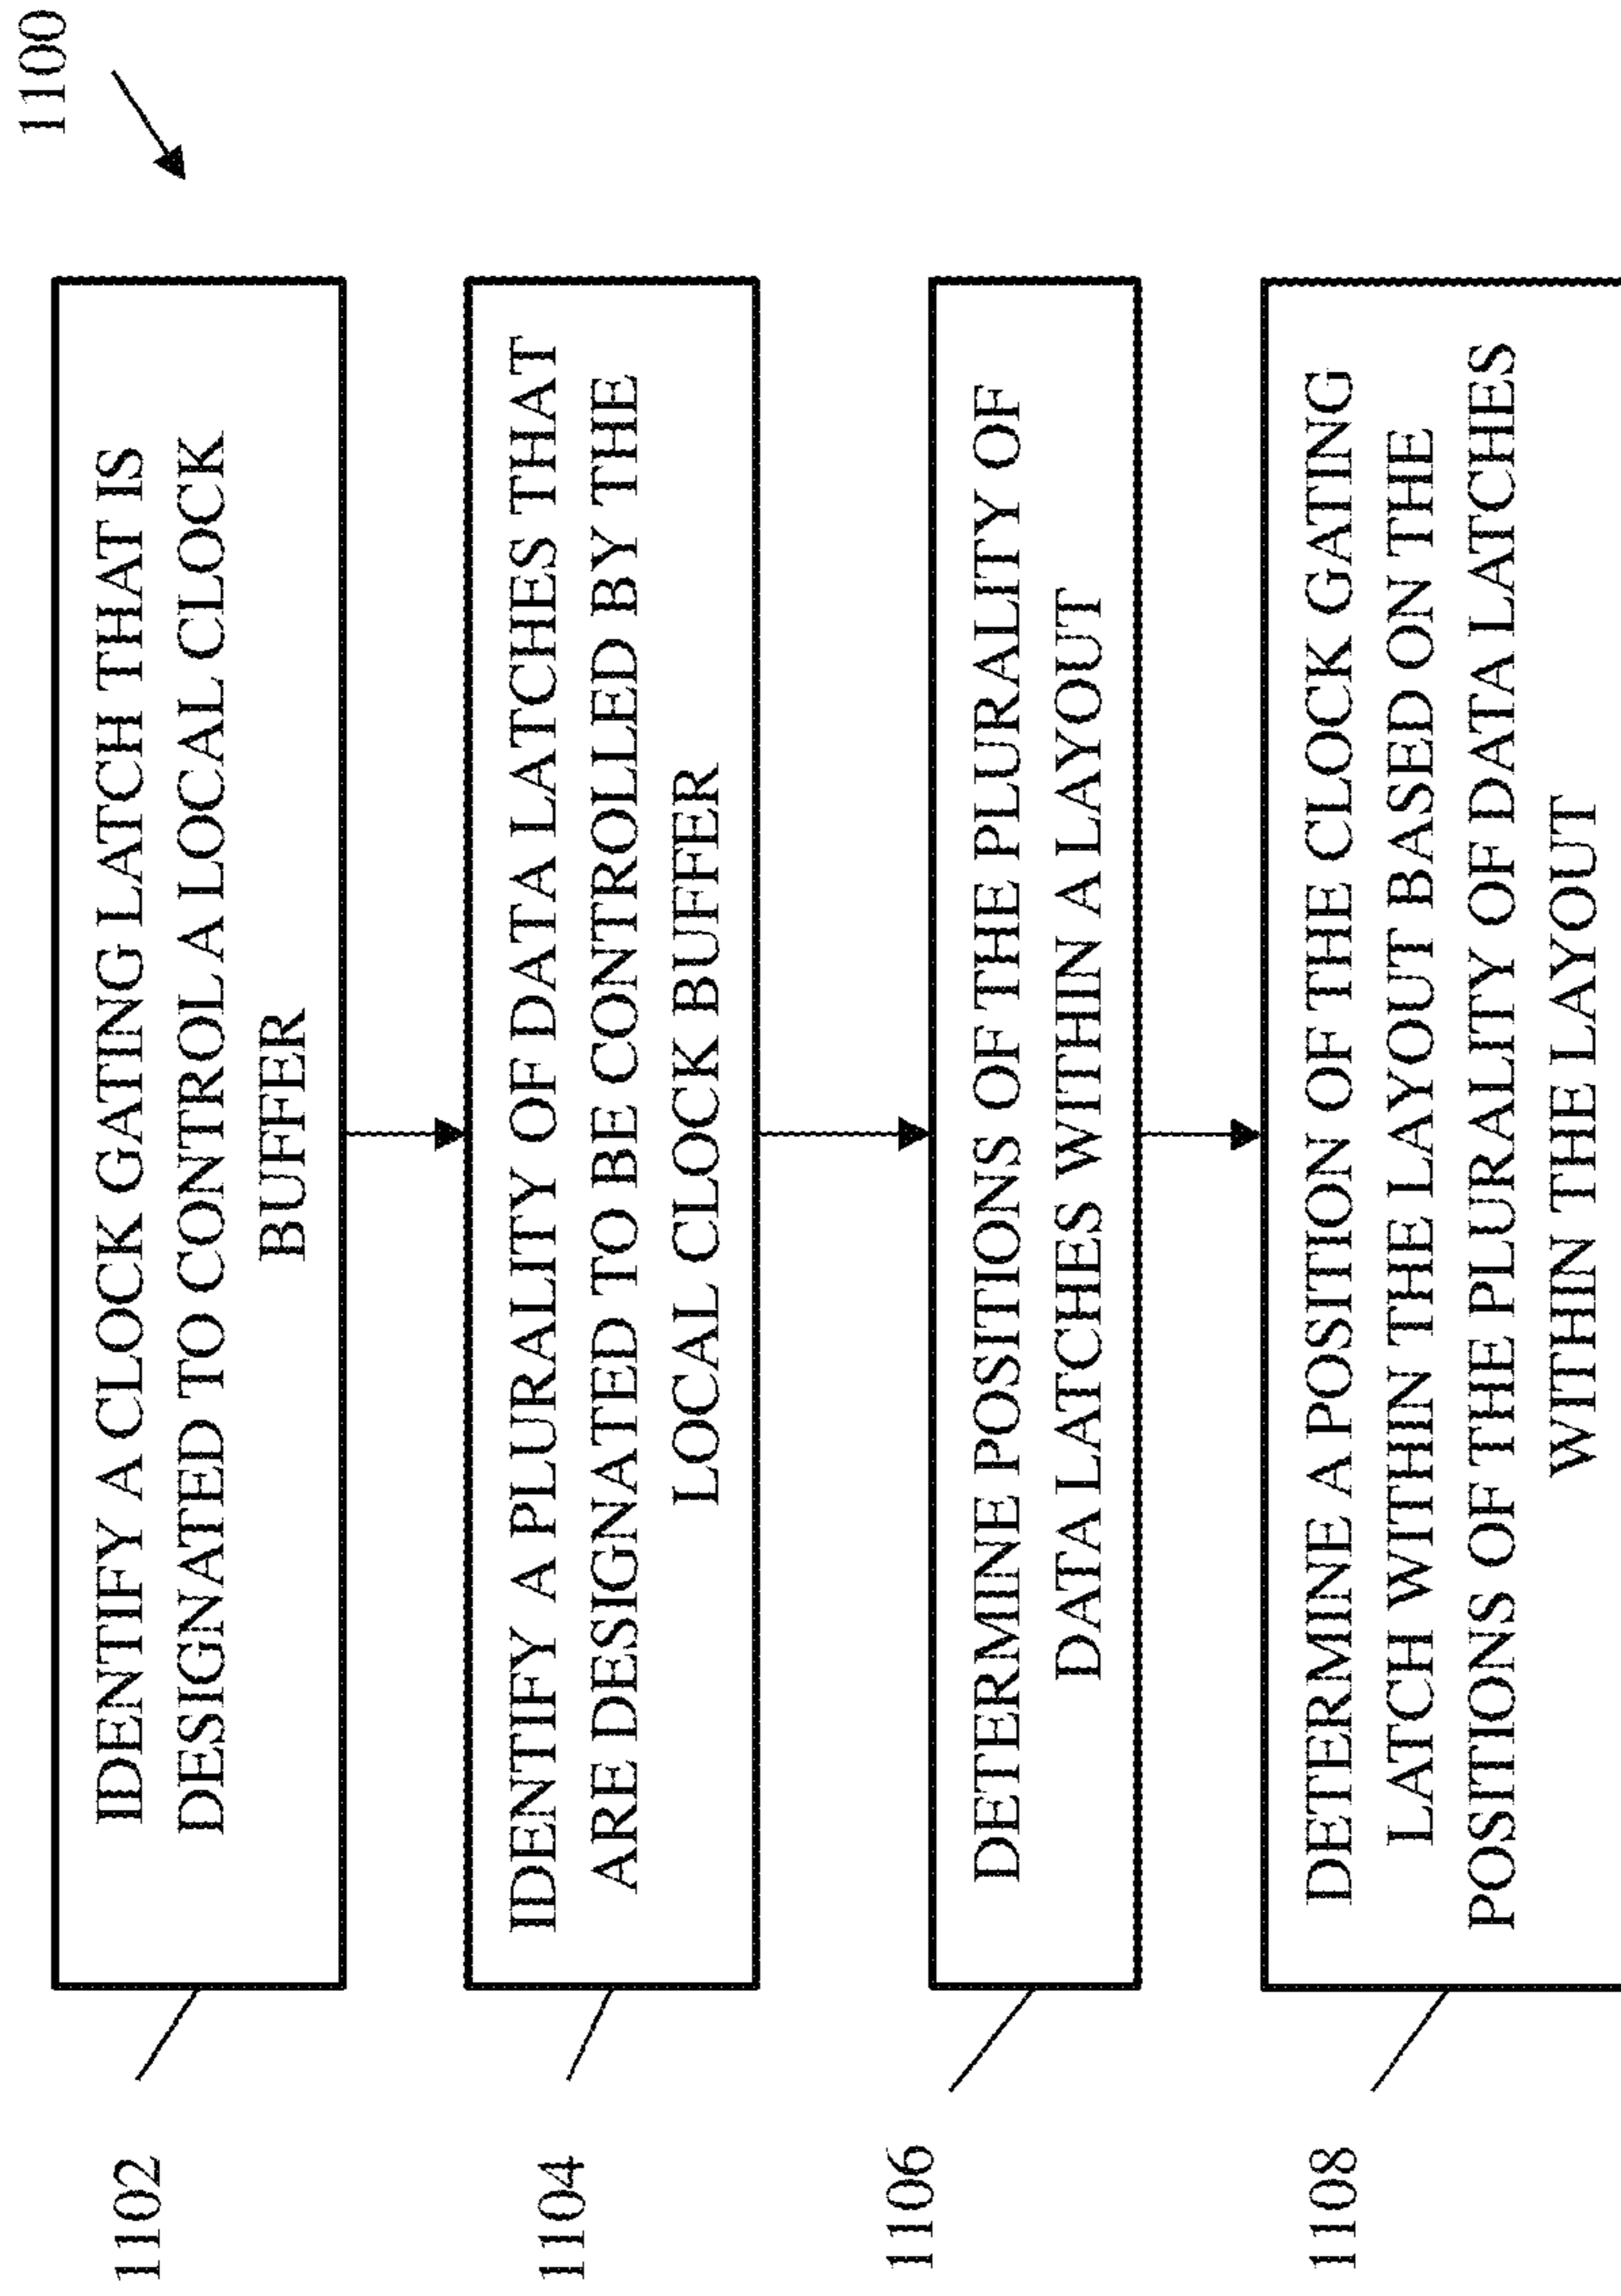 1100
1102
IDENTIFY A CLOCK GATING LATCH THAT IS
DESIGNATED TO CONTROL A LOCAL CLOCK
BUFFER
1104
IDENTIFY A PLURALITY OF DATA LATCHES THAT
ARE DESIGNATED TO BE CONTROLLED BY THE
LOCAL CLOCK BUFFER
1106
DETERMINE POSITIONS OF THE PLURALITY OF
DATA LATCHES WITHIN A LAYOUT
1108
DETERMINE A POSITION OF THE CLOCK GATING
LATCH WITHIN THE LAYOUT BASED ON THE
POSITIONS OF THE PLURALITY OF DATA LATCHES
WITHIN THE LAYOUT